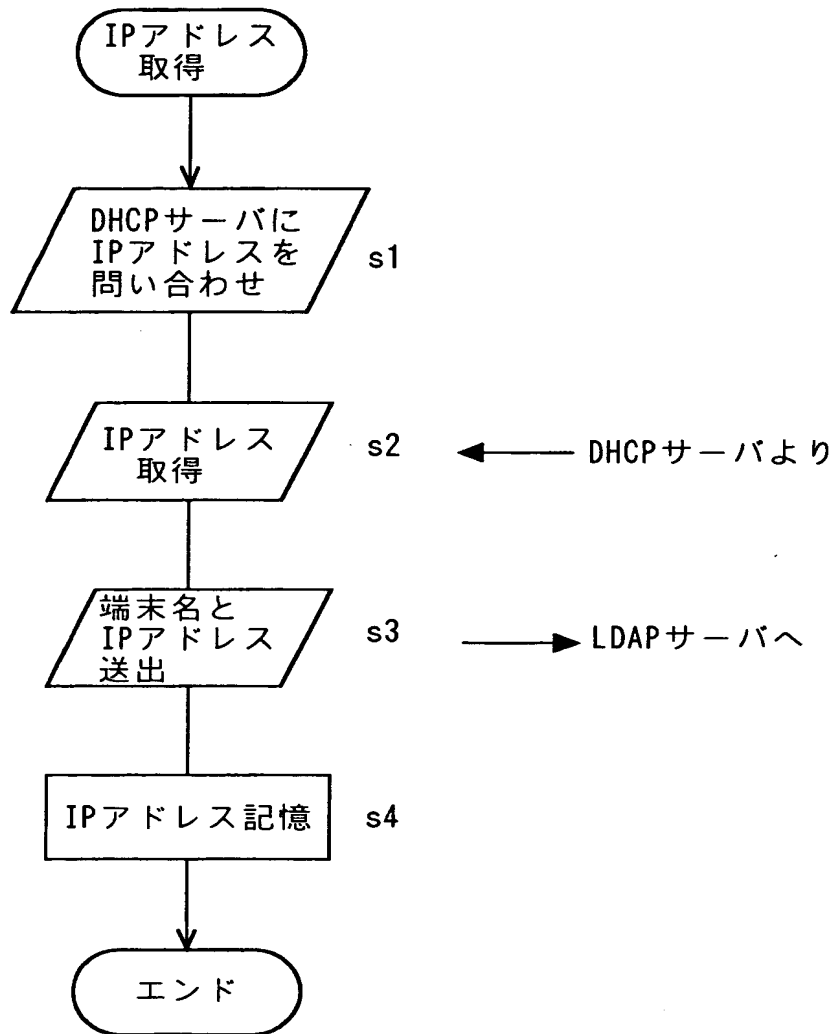 IPアドレス
取得
DHCPサーバに
IPアドレスを
問い合わせ
s1
IPアドレス
取得
s2
DHCPサーバより
端末名と
IPアドレス
送出
s3
LDAPサーバへ
IPアドレス記憶
s4
エンド